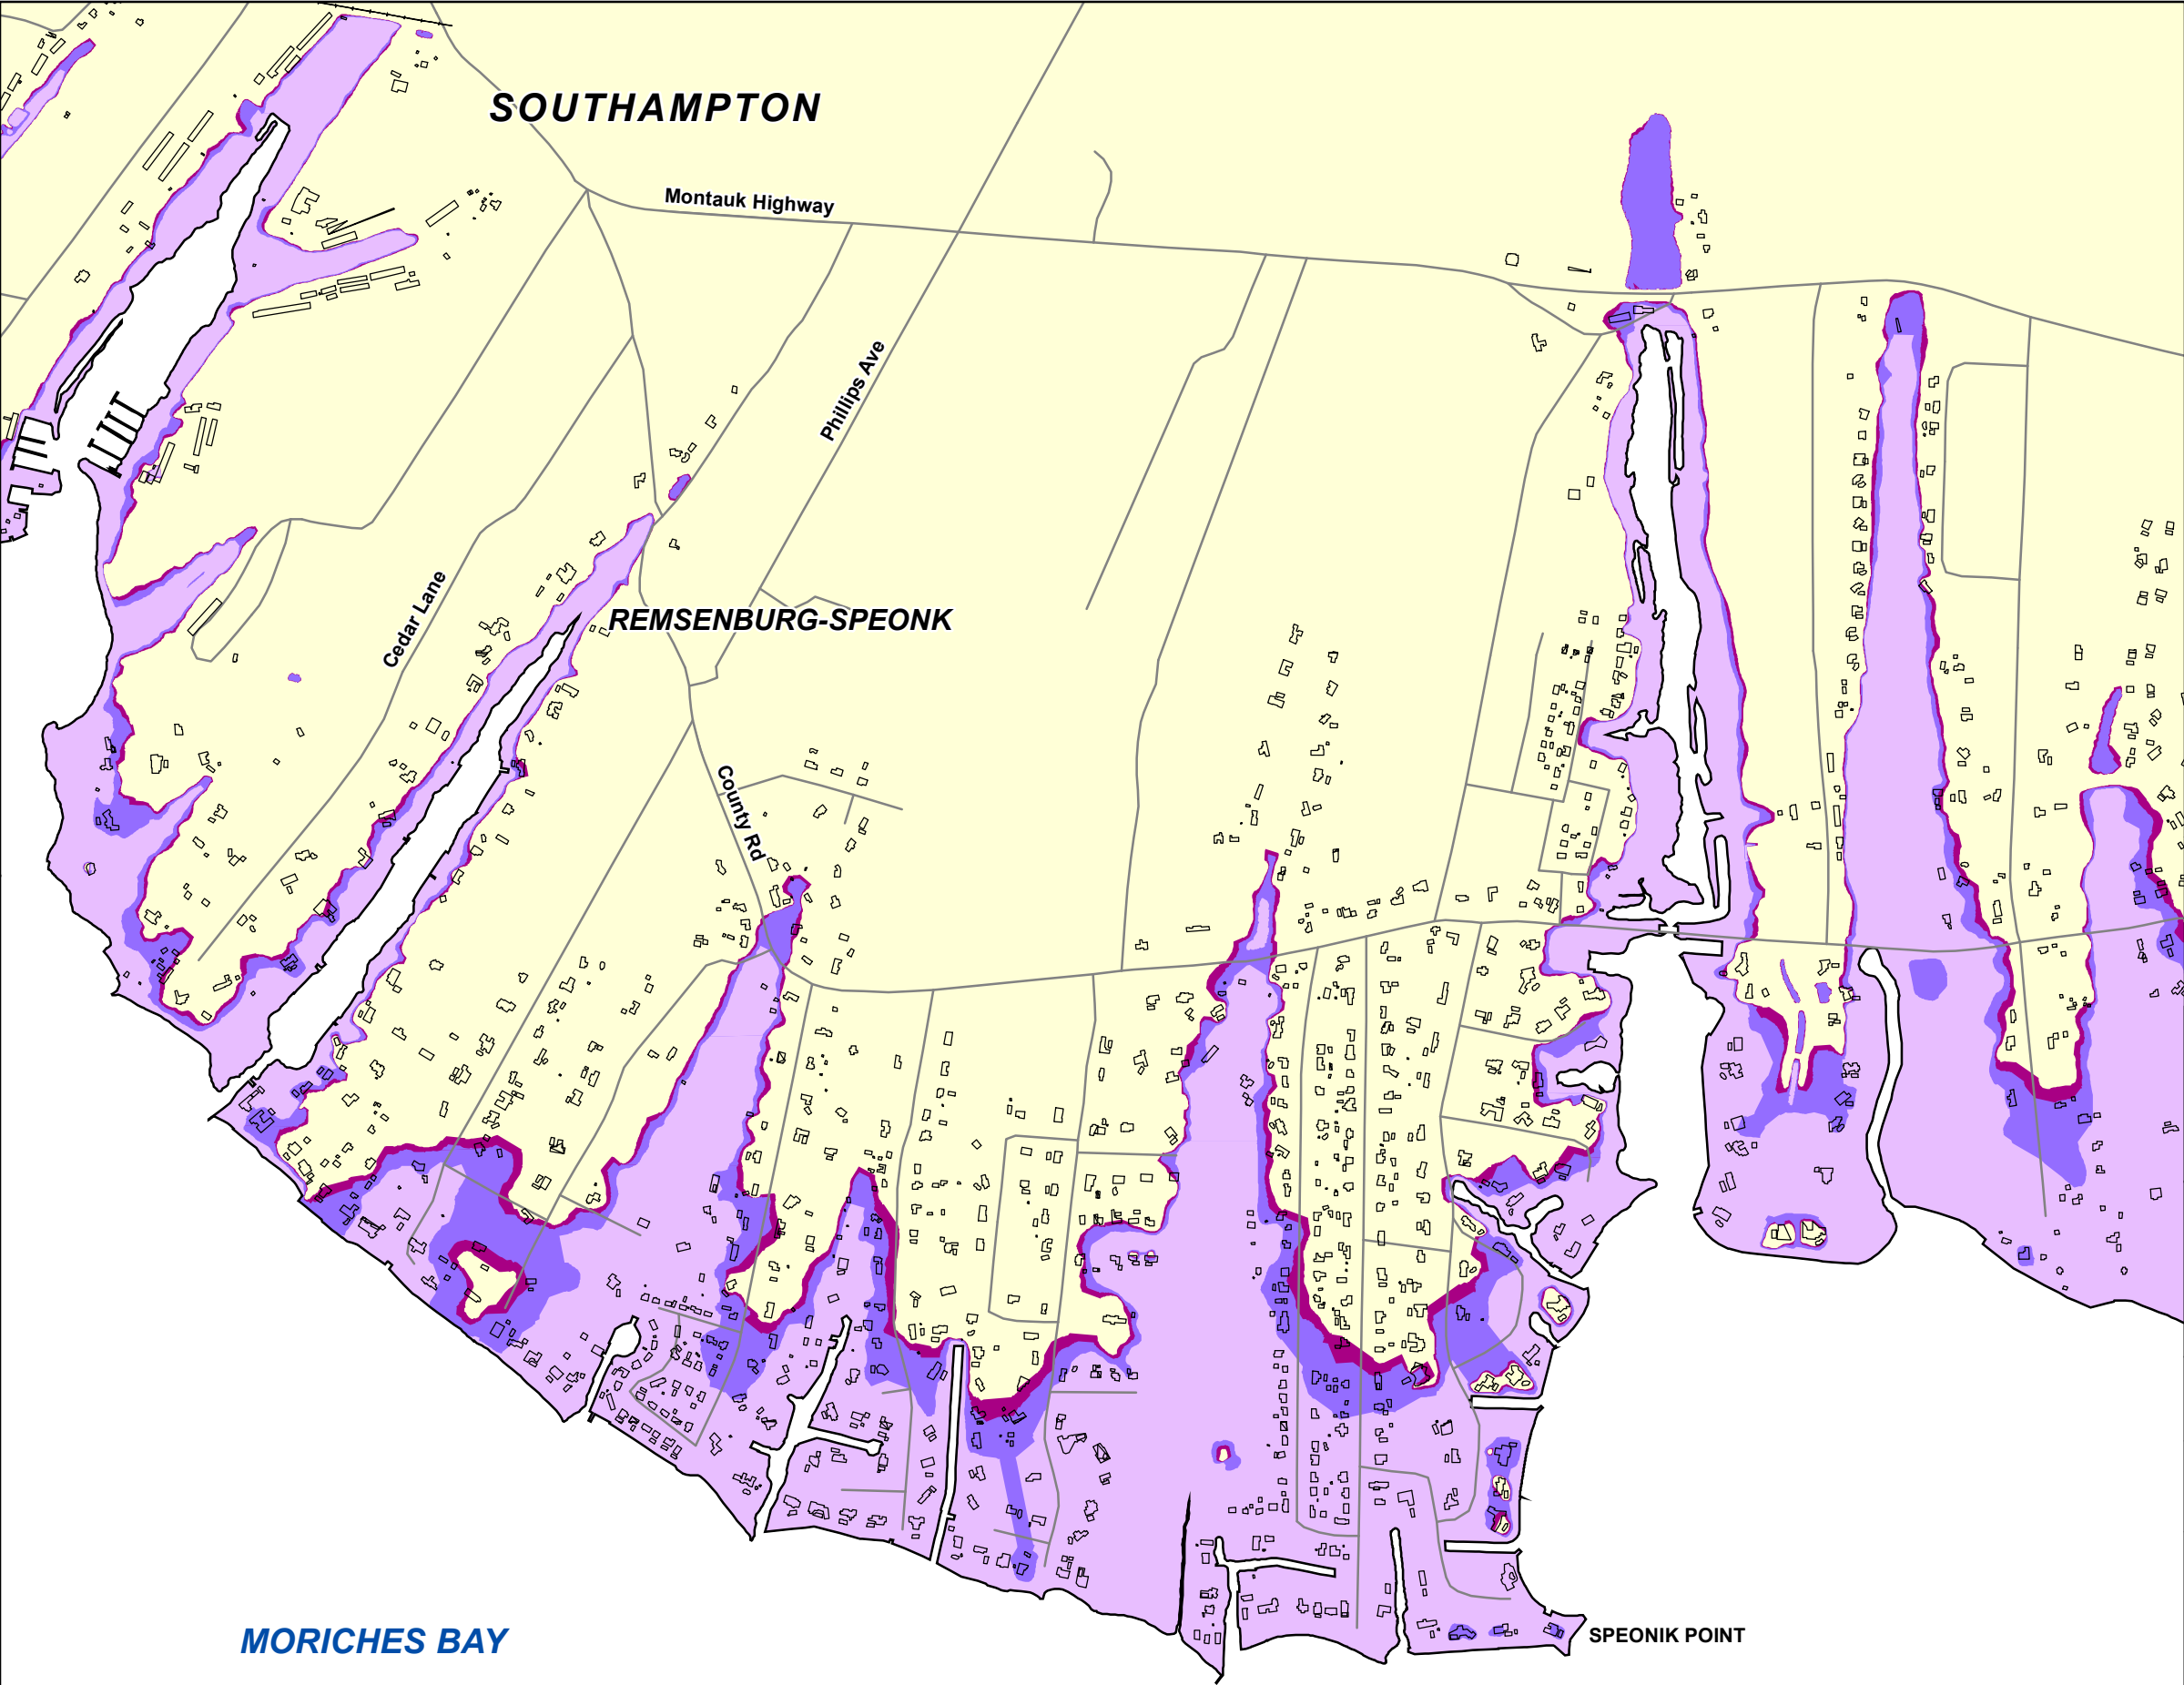 SOUTHAMPTON
Montauk Highway
Phillips Ave
Cedar Lane
REMSENBURG-SPEONK
County Rd
MORICHES BAY
SPEONIK POINT